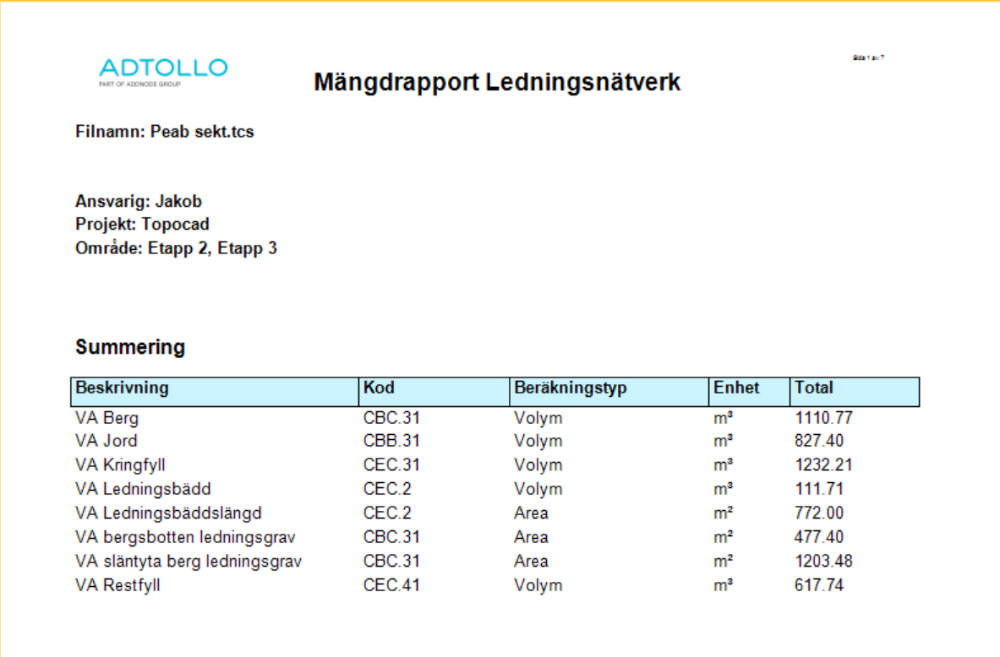 ADTOLLO
PART OF ADDNODE GROUP
Sida 1 av 7
Mängdrapport Ledningsnätverk
Filnamn: Peab sekt.tcs
Ansvarig: Jakob
Projekt: Topocad
Område: Etapp 2, Etapp 3
Summering
Beskrivning Kod Beräkningstyp Enhet Total
VA Berg CBC.31 Volym m³ 1110.77
VA Jord CBB.31 Volym m³ 827.40
VA Kringfyll CEC.31 Volym m³ 1232.21
VA Ledningsbädd CEC.2 Volym m³ 111.71
VA Ledningsbäddslängd CEC.2 Area m² 772.00
VA bergsbotten ledningsgrav CBC.31 Area m² 477.40
VA släntyta berg ledningsgrav CBC.31 Area m² 1203.48
VA Restfyll CEC.41 Volym m³ 617.74